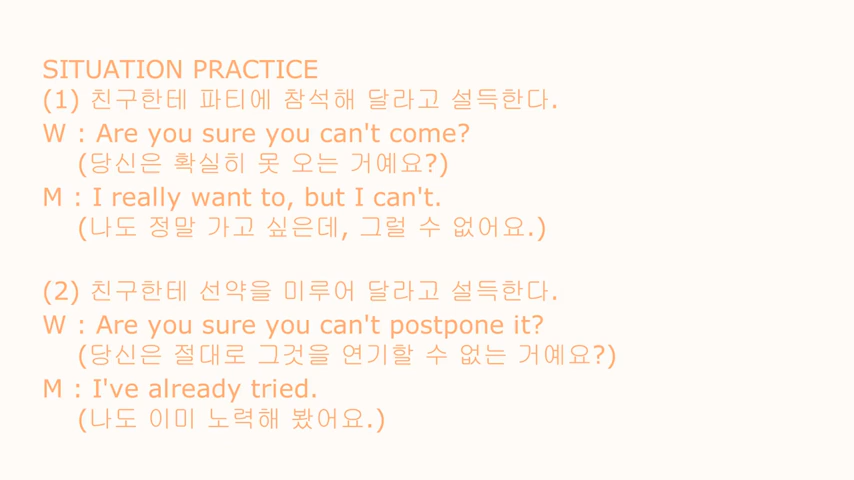 SITUATION PRACTICE
(1) 친구한테 파티에 참석해 달라고 설득한다.
W : Are you sure you can't come?
(당신은 확실히 못 오는 거예요?)
M : I really want to, but I can't.
(나도 정말 가고 싶은데, 그럴 수 없어요.)
(2) 친구한테 선약을 미루어 달라고 설득한다.
W : Are you sure you can't postpone it?
(당신은 절대로 그것을 연기할 수 없는 거예요?)
M : I've already tried.
(나도 이미 노력해 봤어요.)